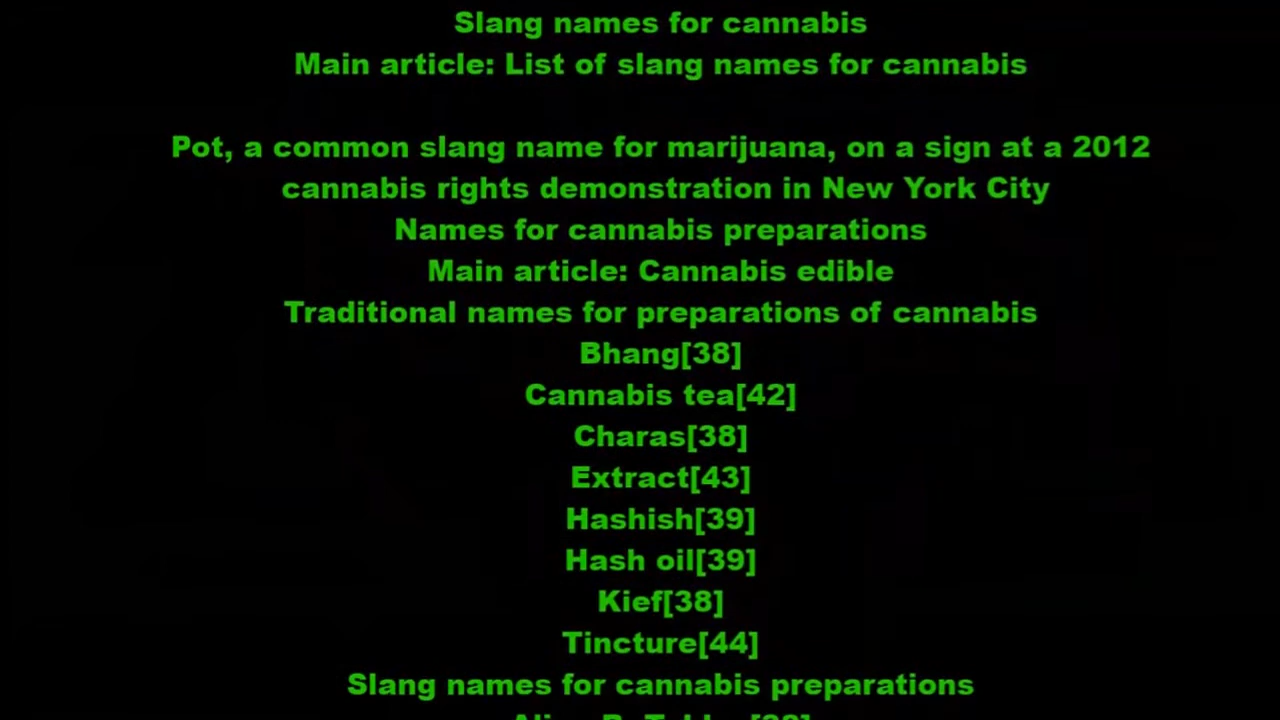 Slang names for cannabis
Main article: List of slang names for cannabis
Pot, a common slang name for marijuana, on a sign at a 2012
cannabis rights demonstration in New York City
Names for cannabis preparations
Main article: Cannabis edible
Traditional names for preparations of cannabis
Bhang[38]
Cannabis tea[42]
Charas[38]
Extract[43]
Hashish[39]
Hash oil[39]
Kief[38]
Tincture[44]
Slang names for cannabis preparations